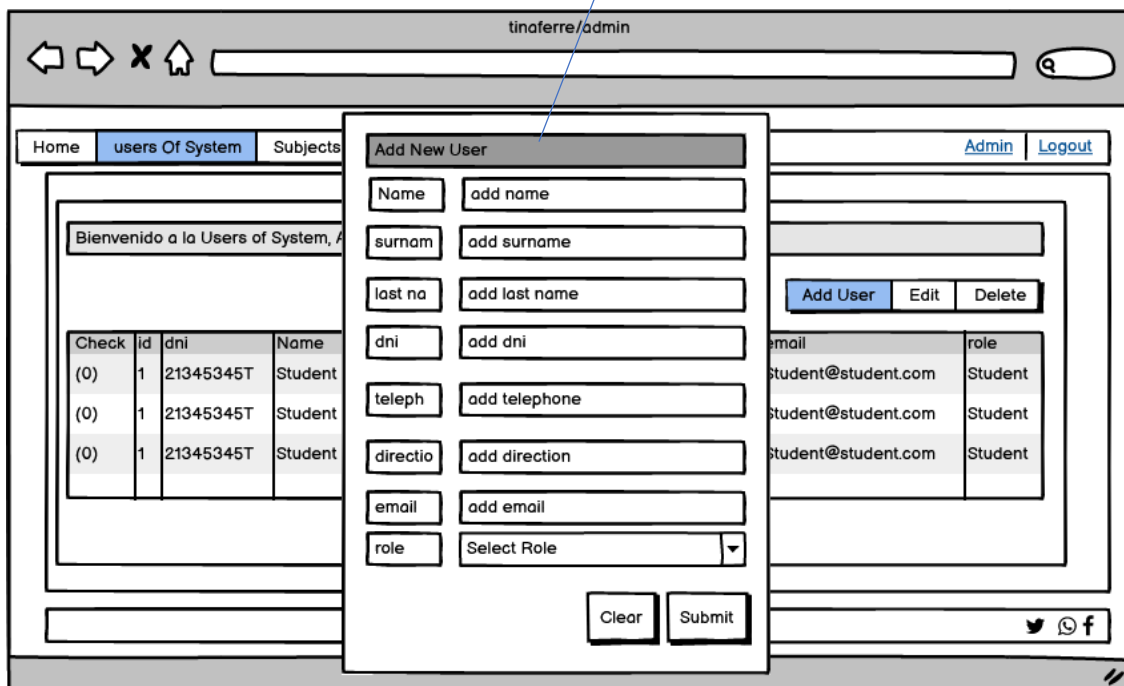 tinaferre/admin
Home users Of System Subjects Admin Logout
Add New User
Name add name
surnam add surname
last na add last name
dni add dni
teleph add telephone
directio add direction
email add email
role Select Role
Clear Submit
Bienvenido a la Users of System,
Add User Edit Delete
Check id dni Name email role
(0) 1 21345345T Student Student@student.com Student
(0) 1 21345345T Student Student@student.com Student
(0) 1 21345345T Student Student@student.com Student